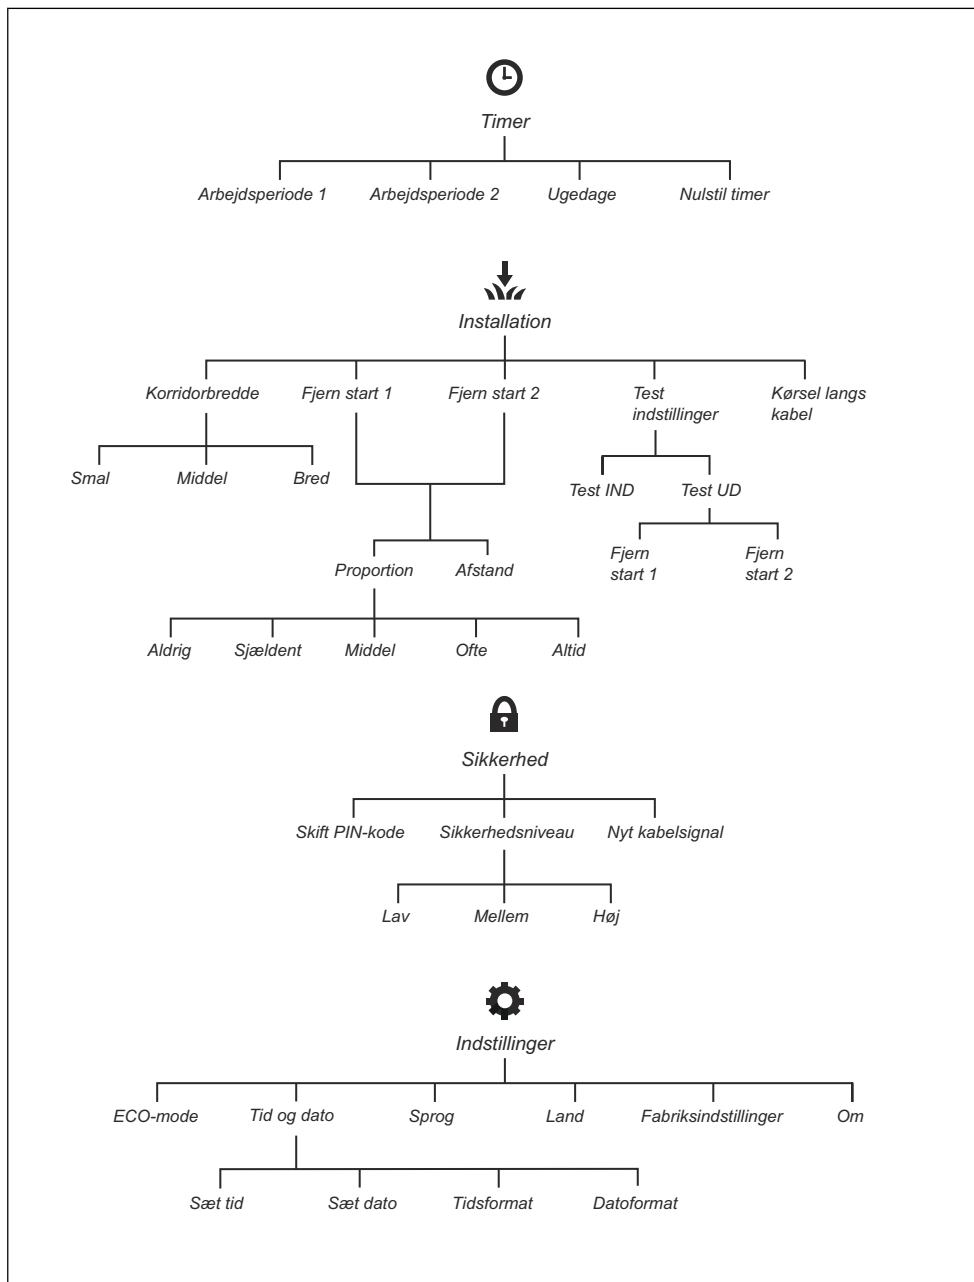 Timer
Arbejdsperiode 1 Arbejdsperiode 2 Ugedage Nulstil timer
Installation
Korridorbredde Fjern start 1 Fjern start 2 Test indstillinger Kørsel langs kabel
Smal Middel Bred Test IND Test UD
Proportion Afstand Fjern start 1 Fjern start 2
Aldrig Sjældent Middel Ofte Altid
Sikkerhed
Skift PIN-kode Sikkerhedsniveau Nyt kabelsignal
Lav Mellem Høj
Indstillinger
ECO-mode Tid og dato Sprog Land Fabriksindstillinger Om
Sæt tid Sæt dato Tidsformat Datoformat